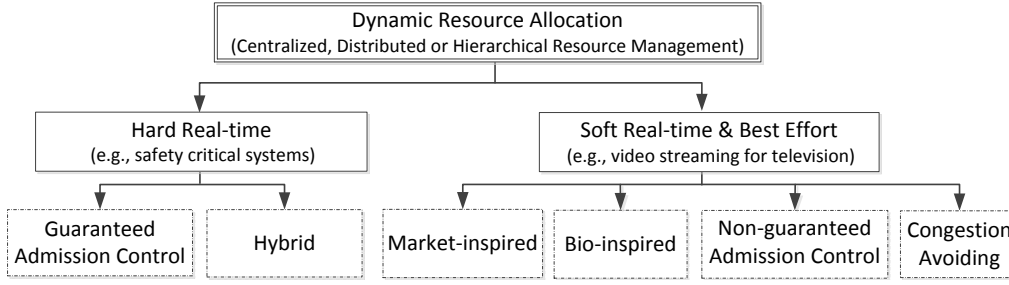 Dynamic Resource Allocation
(Centralized, Distributed or Hierarchical Resource Management)
Hard Real-time
(e.g., safety critical systems)
Soft Real-time & Best Effort
(e.g., video streaming for television)
Guaranteed
Admission Control
Hybrid
Market-inspired
Bio-inspired
Non-guaranteed
Admission Control
Congestion
Avoiding